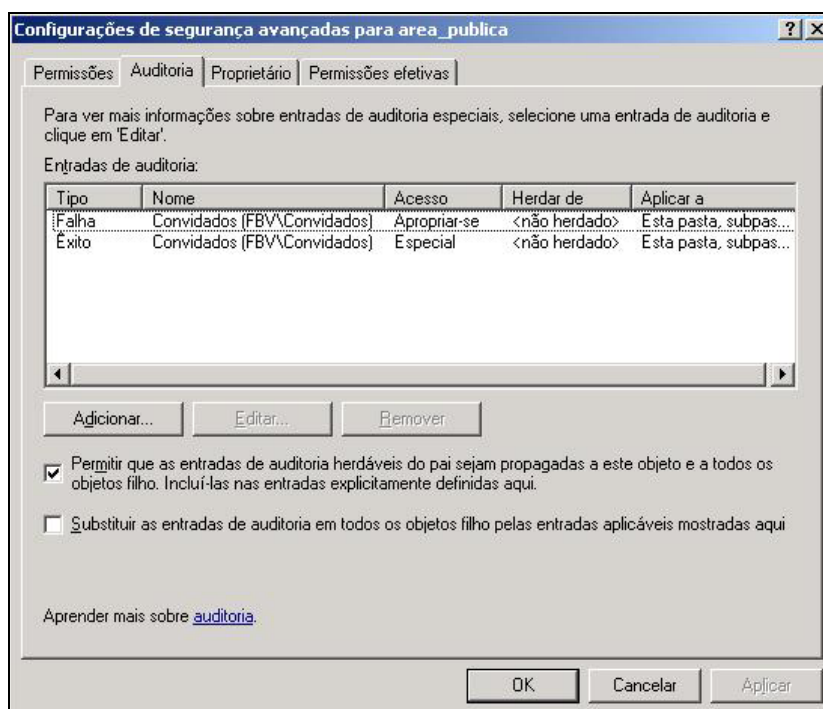 Configurações de segurança avançadas para area_publica
Permissões Auditoria Proprietário Permissões efetivas
Para ver mais informações sobre entradas de auditoria especiais, selecione uma entrada de auditoria e
clique em 'Editar'.
Entradas de auditoria:
Tipo Nome Acesso Herdar de Aplicar a
Falha Convidados (FBV\Convidados) Apropriar-se <não herdado> Esta pasta, subpas...
Êxito Convidados (FBV\Convidados) Especial <não herdado> Esta pasta, subpas...
Adicionar... Editar... Remover
Permitir que as entradas de auditoria herdáveis do pai sejam propagadas a este objeto e a todos os
objetos filho. Incluí-las nas entradas explicitamente definidas aqui.
Substituir as entradas de auditoria em todos os objetos filho pelas entradas aplicáveis mostradas aqui
Aprender mais sobre auditoria.
OK Cancelar Aplicar